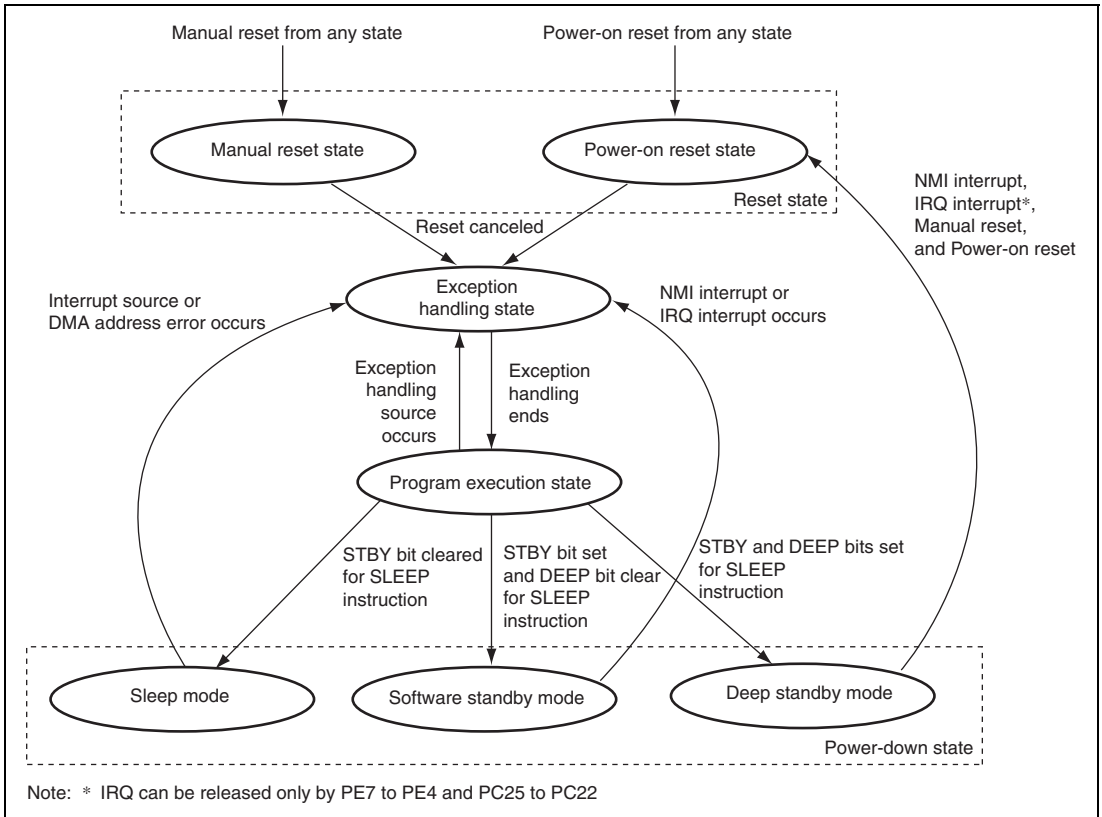 Manual reset from any state
Power-on reset from any state
Manual reset state
Power-on reset state
Reset state
NMI interrupt,
IRQ interrupt*,
Manual reset,
and Power-on reset
Reset canceled
Exception
handling state
Interrupt source or
DMA address error occurs
NMI interrupt or
IRQ interrupt occurs
Exception
handling
source
occurs
Exception
handling
ends
Program execution state
STBY bit cleared
for SLEEP
instruction
STBY bit set
and DEEP bit clear
for SLEEP
instruction
STBY and DEEP bits set
for SLEEP
instruction
Sleep mode
Software standby mode
Deep standby mode
Power-down state
Note: * IRQ can be released only by PE7 to PE4 and PC25 to PC22